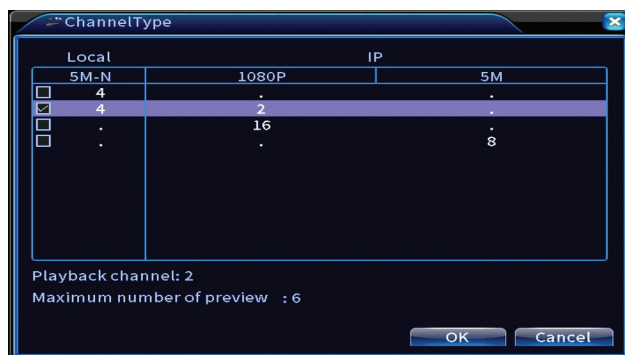 ChannelType
Local IP
5M-N 1080P 5M
4 . .
4 2 .
. 16 .
. . 8
Playback channel: 2
Maximum number of preview : 6
OK Cancel